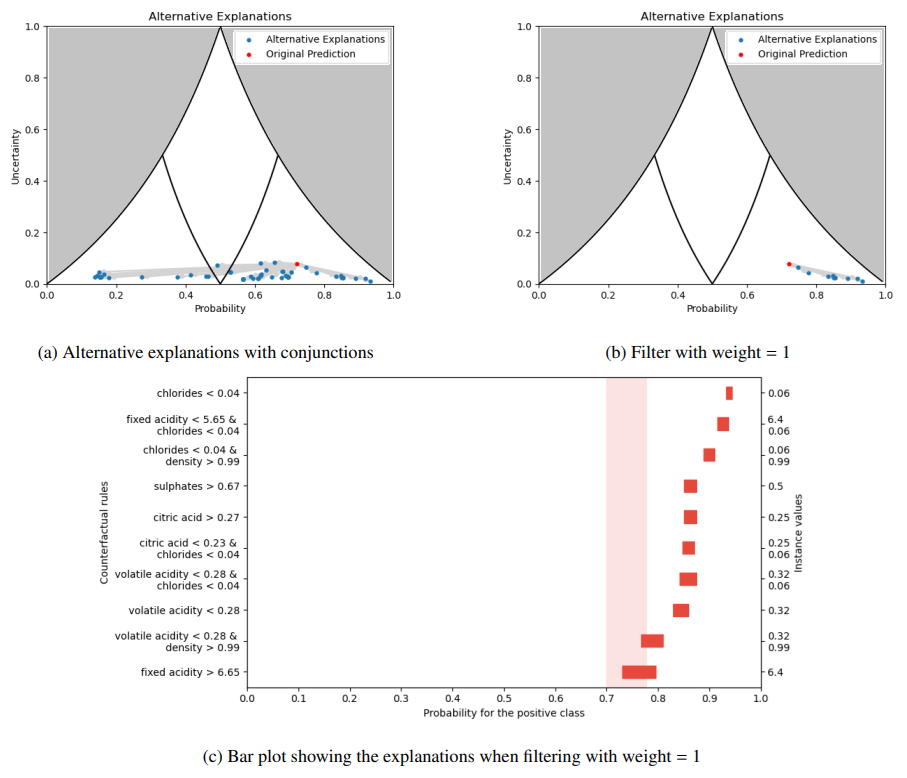 Alternative Explanations
Alternative Explanations
Original Prediction
1.0
0.8
0.6
0.4
0.2
0.0
Uncertainty
0.0 0.2 0.4 0.6 0.8 1.0
Probability
(a) Alternative explanations with conjunctions
Alternative Explanations
Alternative Explanations
Original Prediction
1.0
0.8
0.6
0.4
0.2
0.0
Uncertainty
0.0 0.2 0.4 0.6 0.8 1.0
Probability
(b) Filter with weight = 1
Counterfactual rules
chlorides < 0.04
fixed acidity < 5.65 &
chlorides < 0.04
chlorides < 0.04 &
density > 0.99
sulphates > 0.67
citric acid > 0.27
citric acid < 0.23 &
chlorides < 0.04
volatile acidity < 0.28 &
chlorides < 0.04
volatile acidity < 0.28
volatile acidity < 0.28 &
density > 0.99
fixed acidity > 6.65
0.06
6.4
0.06
0.06
0.99
0.5
0.25
0.25
0.06
0.32
0.06
0.32
0.32
0.99
6.4
Instance values
0.0 0.1 0.2 0.3 0.4 0.5 0.6 0.7 0.8 0.9 1.0
Probability for the positive class
(c) Bar plot showing the explanations when filtering with weight = 1